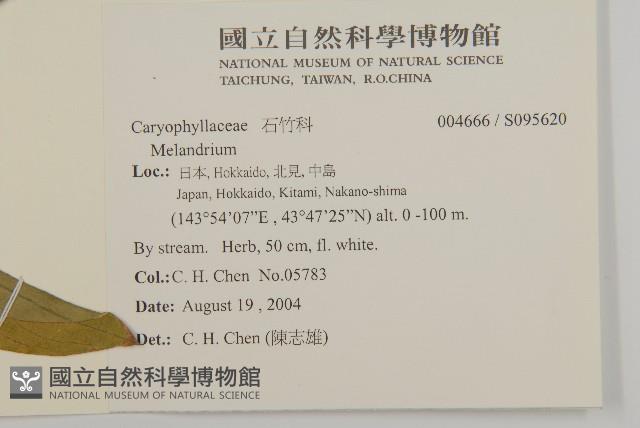 國立自然科學博物館
NATIONAL MUSEUM OF NATURAL SCIENCE
TAICHUNG, TAIWAN, R.O.CHINA
Caryophyllaceae 石竹科 004666 / S095620
Melandrium
Loc.: 日本, Hokkaido, 北見, 中島
Japan, Hokkaido, Kitami, Nakano-shima
(143°54’07”E , 43°47’25”N) alt. 0 -100 m.
By stream. Herb, 50 cm, fl. white.
Col.: C. H. Chen No.05783
Date: August 19 , 2004
Det.: C. H. Chen (陳志雄)
國立自然科學博物館
NATIONAL MUSEUM OF NATURAL SCIENCE